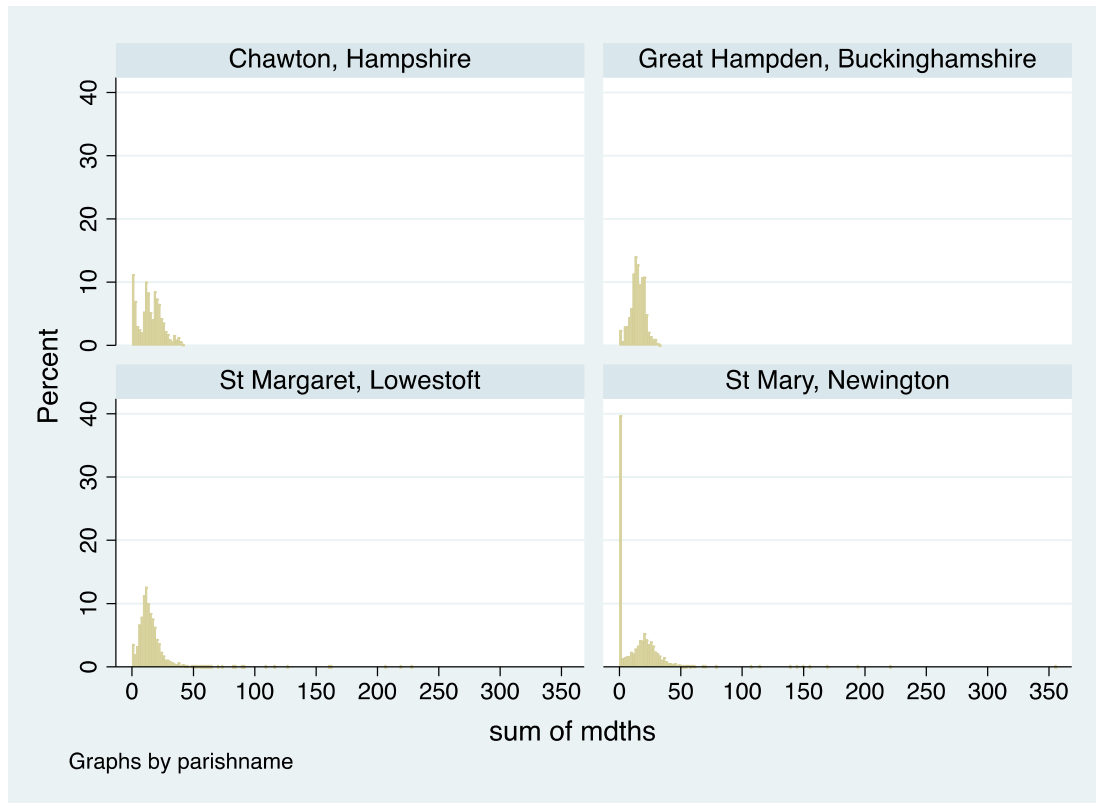 Chawton, Hampshire
Great Hampden, Buckinghamshire
40
30
20
10
0
St Margaret, Lowestoft
St Mary, Newington
Percent
40
30
20
10
0
0 50 100 150 200 250 300 350
0 50 100 150 200 250 300 350
sum of mdths
Graphs by parishname